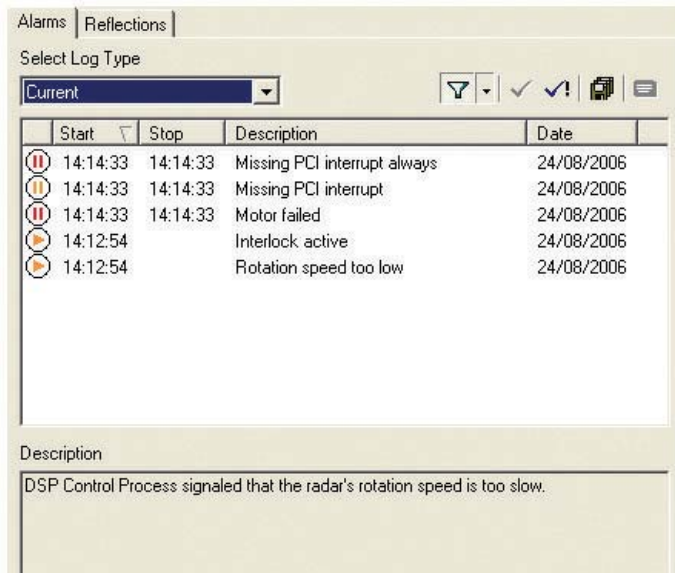 Alarms Reflections
Select Log Type
Current
Start Stop Description Date
14:14:33 14:14:33 Missing PCI interrupt always 24/08/2006
14:14:33 14:14:33 Missing PCI interrupt 24/08/2006
14:14:33 14:14:33 Motor failed 24/08/2006
14:12:54 Interlock active 24/08/2006
14:12:54 Rotation speed too low 24/08/2006
Description
DSP Control Process signaled that the radar's rotation speed is too slow.